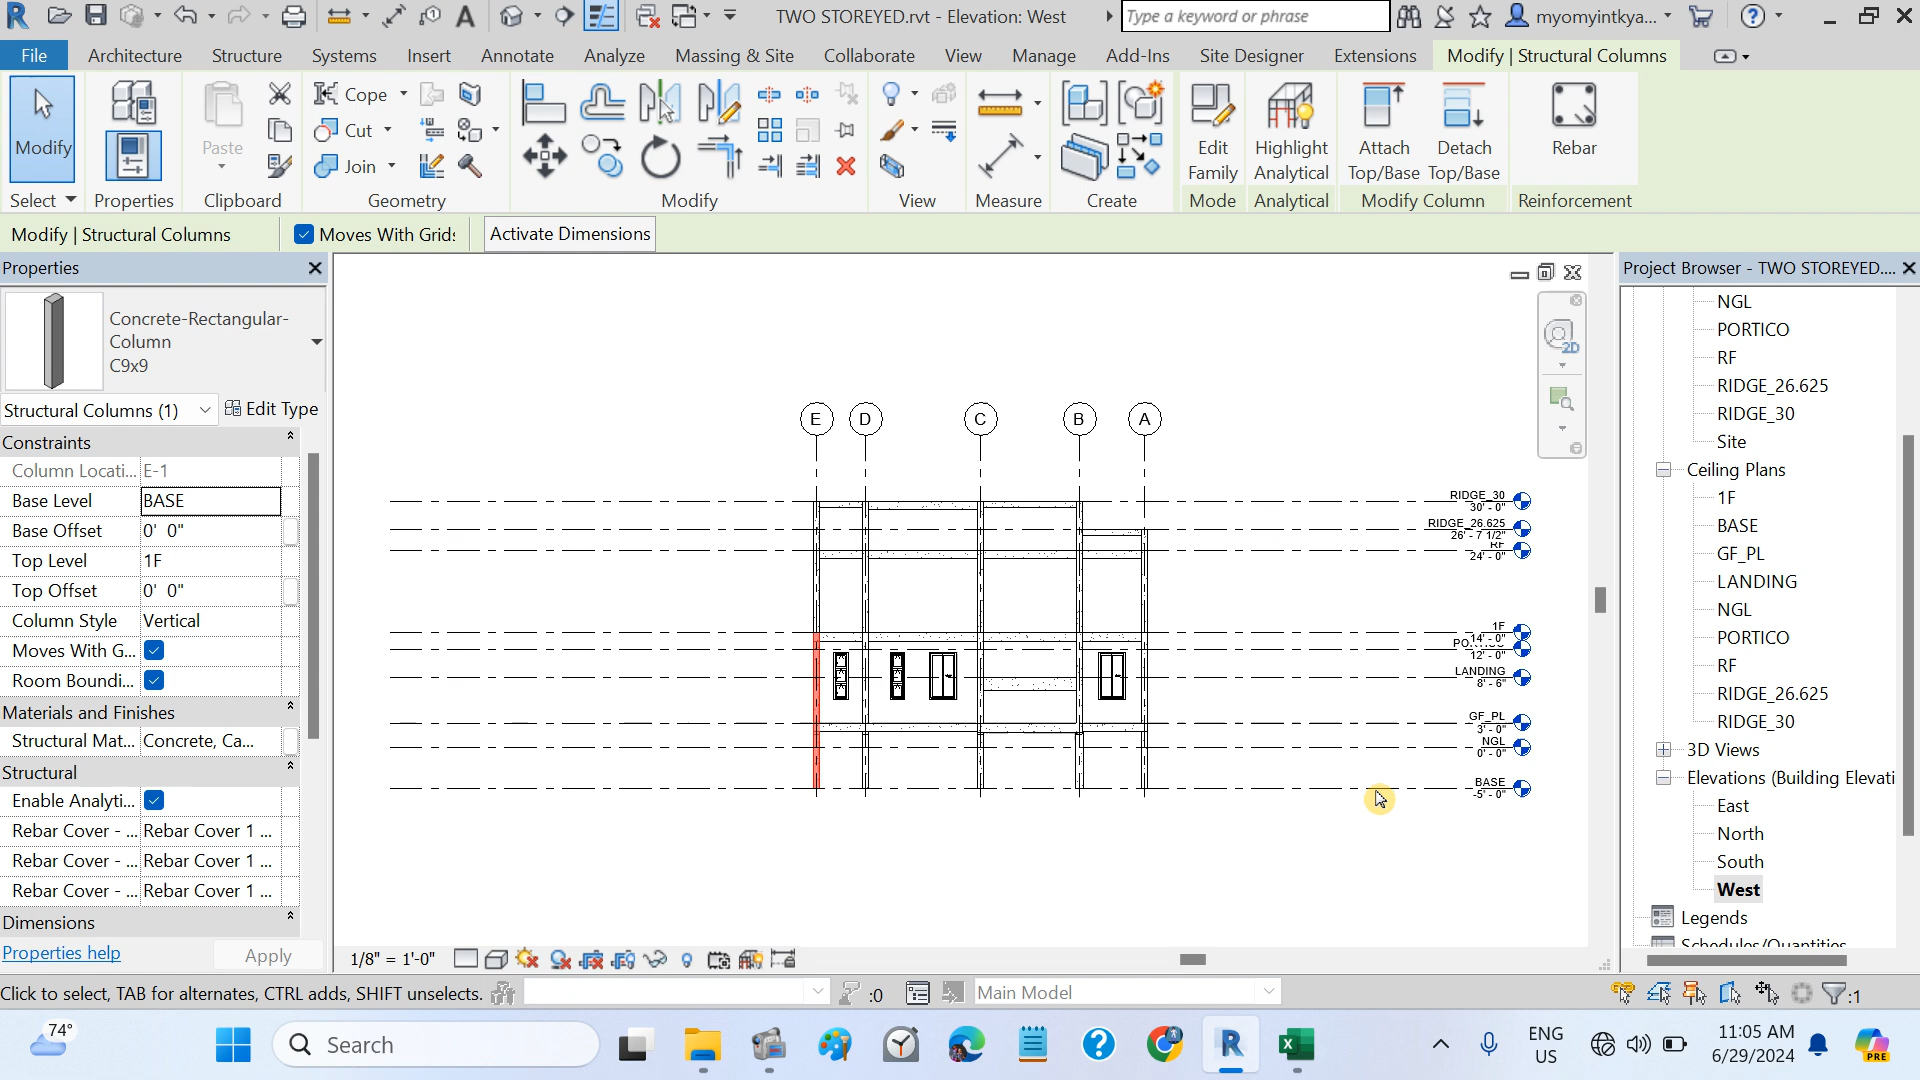 TWO STOREYED.rvt - Elevation: West
Type a keyword or phrase
myomyintkya...
File Architecture Structure Systems Insert Annotate Analyze Massing & Site Collaborate View Manage Add-Ins Site Designer Extensions Modify | Structural Columns
Modify
Paste
Cope
Cut
Join
Edit
Family
Highlight
Analytical
Attach
Top/Base
Detach
Top/Base
Rebar
Select Properties Clipboard Geometry Modify View Measure Create Mode Analytical Modify Column Reinforcement
Modify | Structural Columns Moves With Grids Activate Dimensions
Properties
Concrete-Rectangular-
Column
C9x9
Structural Columns (1) Edit Type
Constraints
Column Locati... E-1
Base Level BASE
Base Offset 0' 0"
Top Level 1F
Top Offset 0' 0"
Column Style Vertical
Moves With G...
Room Boundi...
Materials and Finishes
Structural Mat... Concrete, Ca...
Structural
Enable Analyti...
Rebar Cover - ... Rebar Cover 1 ...
Rebar Cover - ... Rebar Cover 1 ...
Rebar Cover - ... Rebar Cover 1 ...
Dimensions
Properties help Apply
2D
E D C B A
RIDGE_30
30' - 0"
RIDGE_26.625
26' - 7 1/2"
RF
24' - 0"
1F
14' - 0"
12' - 0"
LANDING
8' - 6"
GF_PL
3' - 0"
NGL
0' - 0"
BASE
-5' - 0"
Project Browser - TWO STOREYED....
NGL
PORTICO
RF
RIDGE_26.625
RIDGE_30
Site
Ceiling Plans
1F
BASE
GF_PL
LANDING
NGL
PORTICO
RF
RIDGE_26.625
RIDGE_30
3D Views
Elevations (Building Elevati
East
North
South
West
Legends
Schedules/Quantities
1/8" = 1'-0"
Click to select, TAB for alternates, CTRL adds, SHIFT unselects. :0 Main Model :1
74°
Search
ENG
US
11:05 AM
6/29/2024
PRE